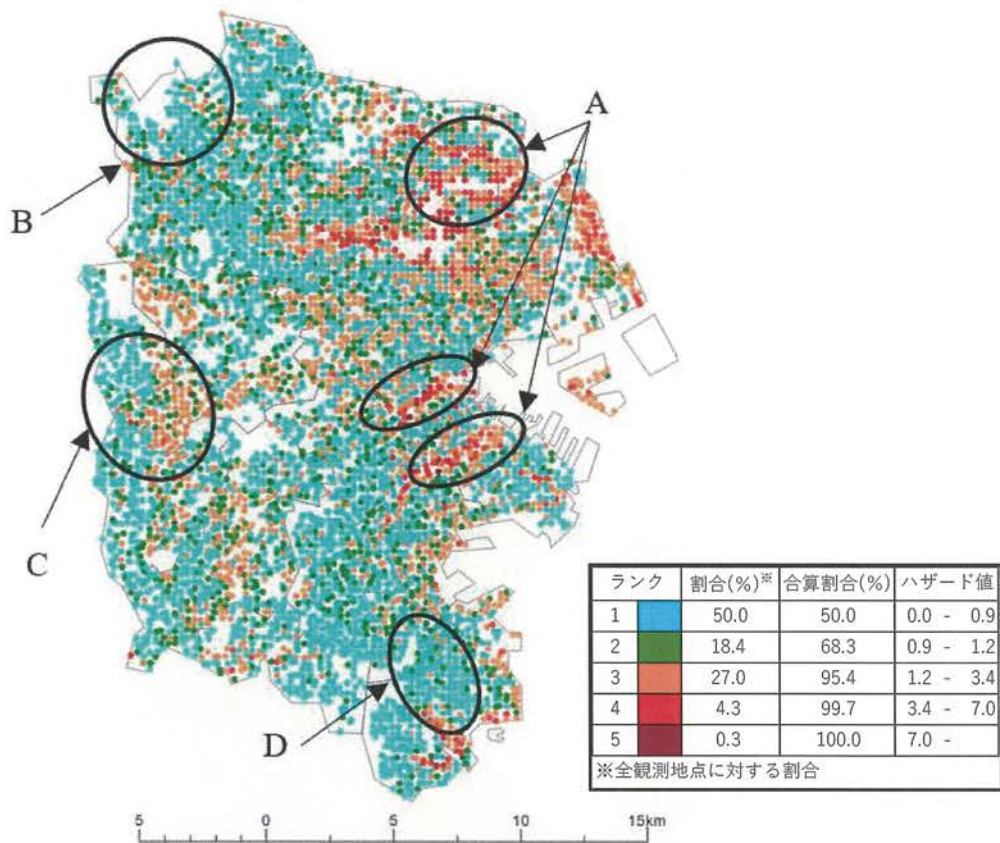 A
B
C
D
ランク 割合(%)※ 合算割合(%) ハザード値
1 50.0 50.0 0.0 - 0.9
2 18.4 68.3 0.9 - 1.2
3 27.0 95.4 1.2 - 3.4
4 4.3 99.7 3.4 - 7.0
5 0.3 100.0 7.0 -
※全観測地点に対する割合
5 0 5 10 15km